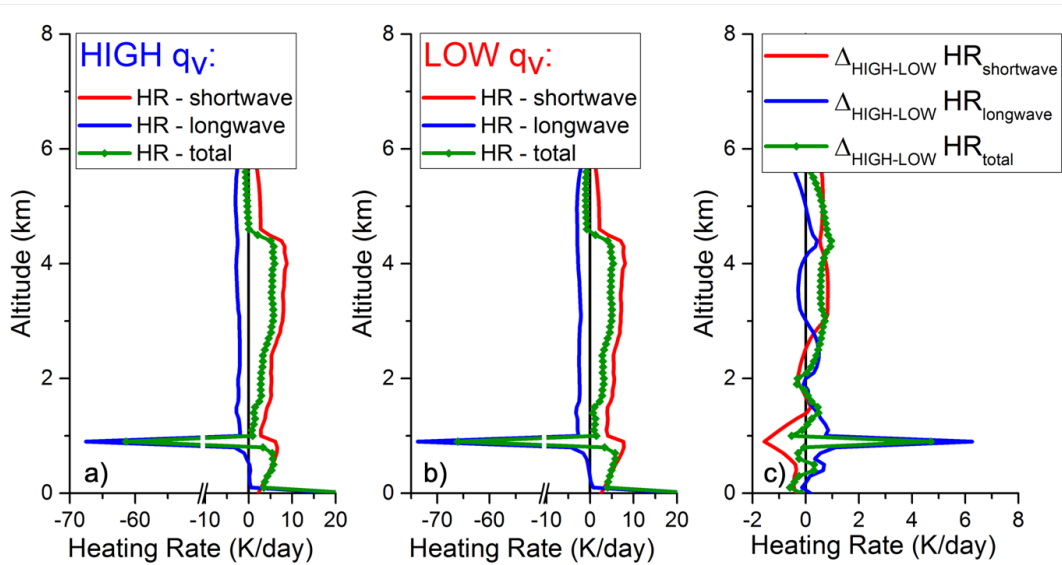 8
6
4
2
0
Altitude (km)
HIGH qv:
HR - shortwave
HR - longwave
HR - total
a)
-70 -60 -10 0 10 20
Heating Rate (K/day)
8
6
4
2
0
Altitude (km)
LOW qv:
HR - shortwave
HR - longwave
HR - total
b)
-70 -60 -10 0 10 20
Heating Rate (K/day)
8
6
4
2
0
Altitude (km)
ΔHIGH-LOW HRshortwave
ΔHIGH-LOW HRlongwave
ΔHIGH-LOW HRtotal
c)
-2 0 2 4 6 8
Heating Rate (K/day)